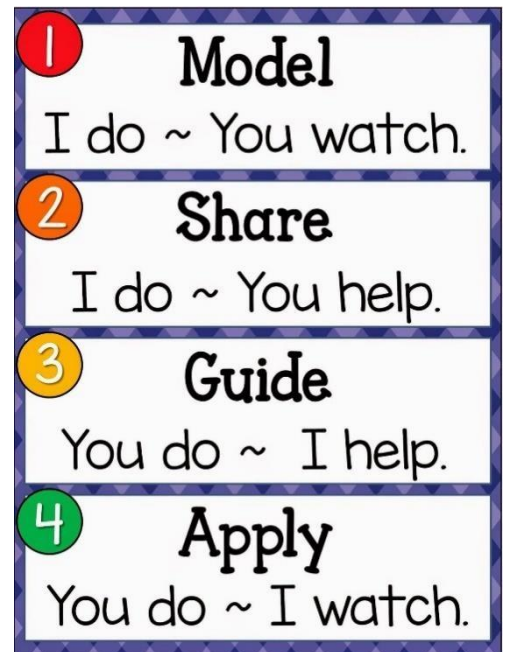 1
Model
I do ~ You watch.
2
Share
I do ~ You help.
3
Guide
You do ~ I help.
4
Apply
You do ~ I watch.